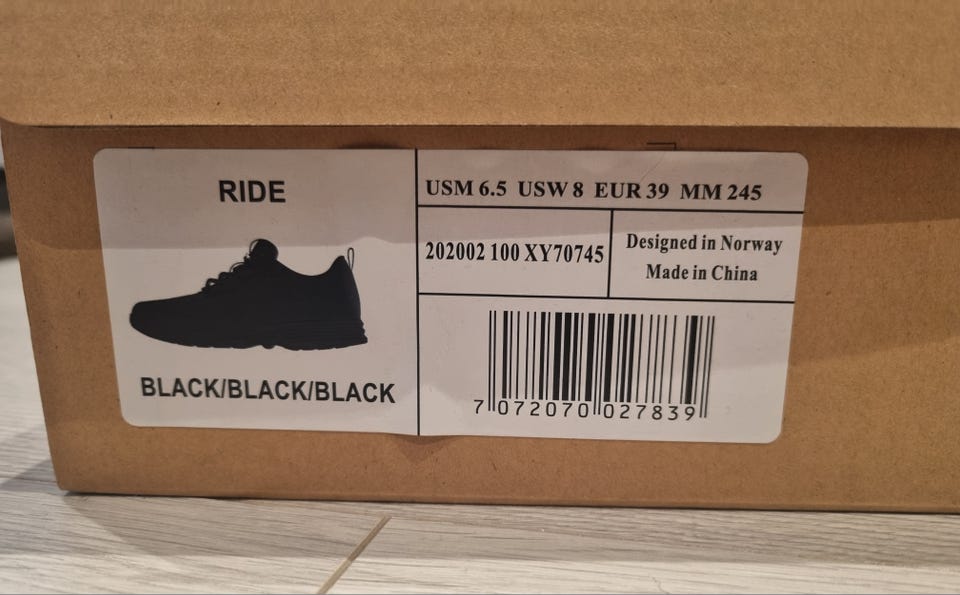 RIDE
BLACK/BLACK/BLACK
USM 6.5 USW 8 EUR 39 MM 245
202002 100 XY70745
Designed in Norway
Made in China
7 072070 027839